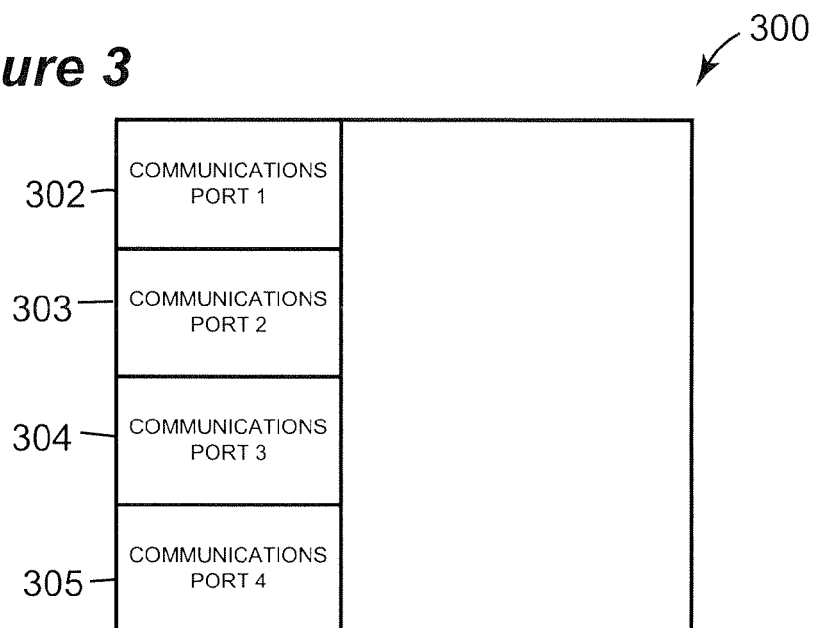 300
ure 3
COMMUNICATIONS
PORT 1
302
COMMUNICATIONS
PORT 2
303
COMMUNICATIONS
PORT 3
304
COMMUNICATIONS
PORT 4
305